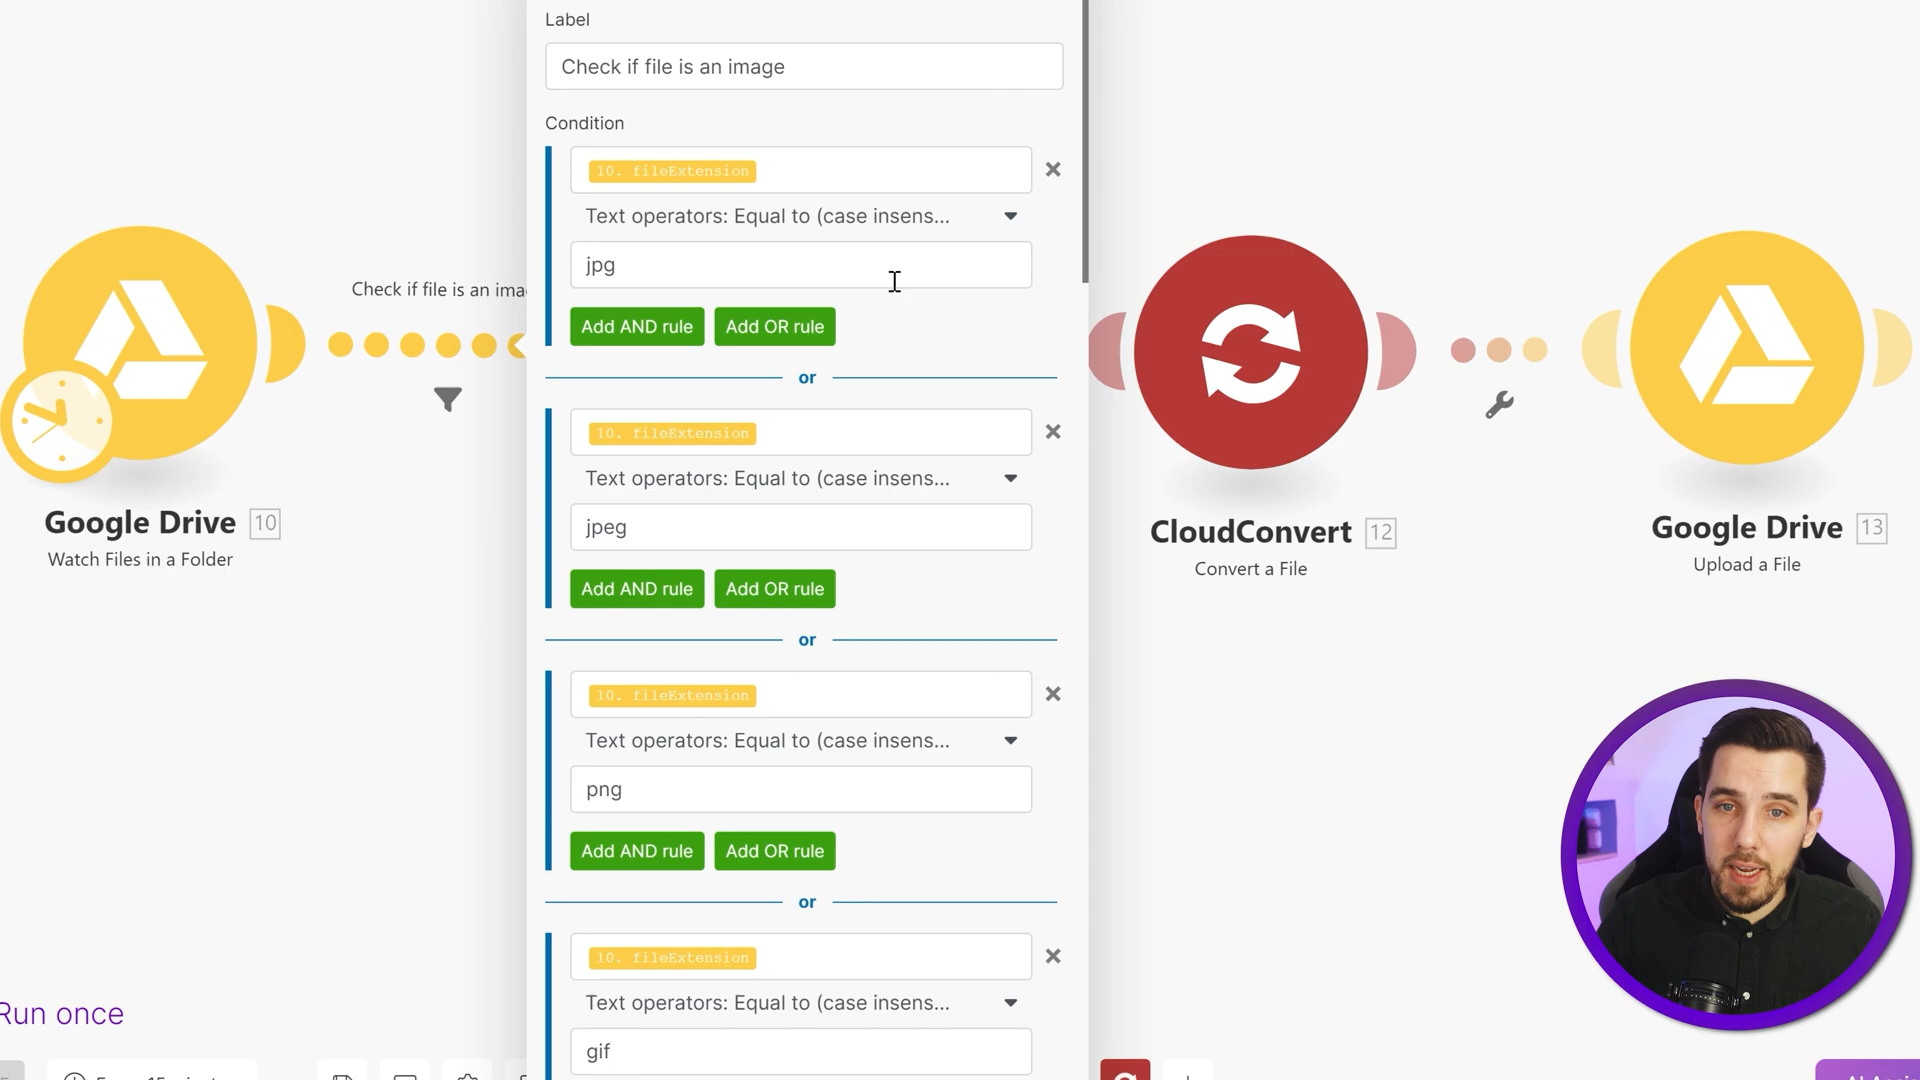 Label
Check if file is an image
Condition
10. fileExtension
Text operators: Equal to (case insens...
jpg
Add AND rule
Add OR rule
or
10. fileExtension
Text operators: Equal to (case insens...
jpeg
Add AND rule
Add OR rule
or
10. fileExtension
Text operators: Equal to (case insens...
png
Add AND rule
Add OR rule
or
10. fileExtension
Text operators: Equal to (case insens...
gif
Check if file is an ima
Google Drive 10
Watch Files in a Folder
CloudConvert 12
Convert a File
Google Drive 13
Upload a File
Run once